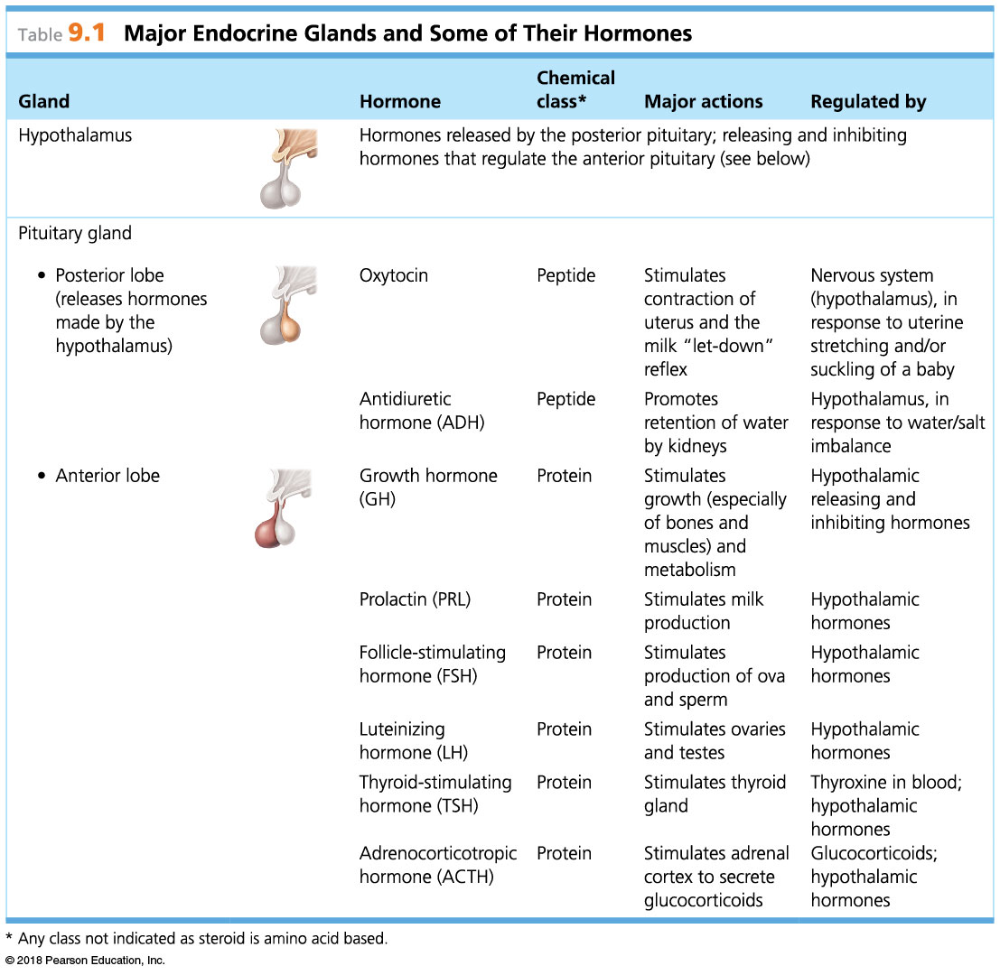 Table 9.1 Major Endocrine Glands and Some of Their Hormones
Gland
Hormone
Chemical
class*
Major actions
Regulated by
Hypothalamus
Hormones released by the posterior pituitary; releasing and inhibiting
hormones that regulate the anterior pituitary (see below)
Pituitary gland
• Posterior lobe
(releases hormones
made by the
hypothalamus)
Oxytocin
Peptide
Stimulates
contraction of
uterus and the
milk “let-down”
reflex
Nervous system
(hypothalamus), in
response to uterine
stretching and/or
suckling of a baby
Antidiuretic
hormone (ADH)
Peptide
Promotes
retention of water
by kidneys
Hypothalamus, in
response to water/salt
imbalance
• Anterior lobe
Growth hormone
(GH)
Protein
Stimulates
growth (especially
of bones and
muscles) and
metabolism
Hypothalamic
releasing and
inhibiting hormones
Prolactin (PRL)
Protein
Stimulates milk
production
Hypothalamic
hormones
Follicle-stimulating
hormone (FSH)
Protein
Stimulates
production of ova
and sperm
Hypothalamic
hormones
Luteinizing
hormone (LH)
Protein
Stimulates ovaries
and testes
Hypothalamic
hormones
Thyroid-stimulating
hormone (TSH)
Protein
Stimulates thyroid
gland
Thyroxine in blood;
hypothalamic
hormones
Adrenocorticotropic
hormone (ACTH)
Protein
Stimulates adrenal
cortex to secrete
glucocorticoids
Glucocorticoids;
hypothalamic
hormones
* Any class not indicated as steroid is amino acid based.
© 2018 Pearson Education, Inc.